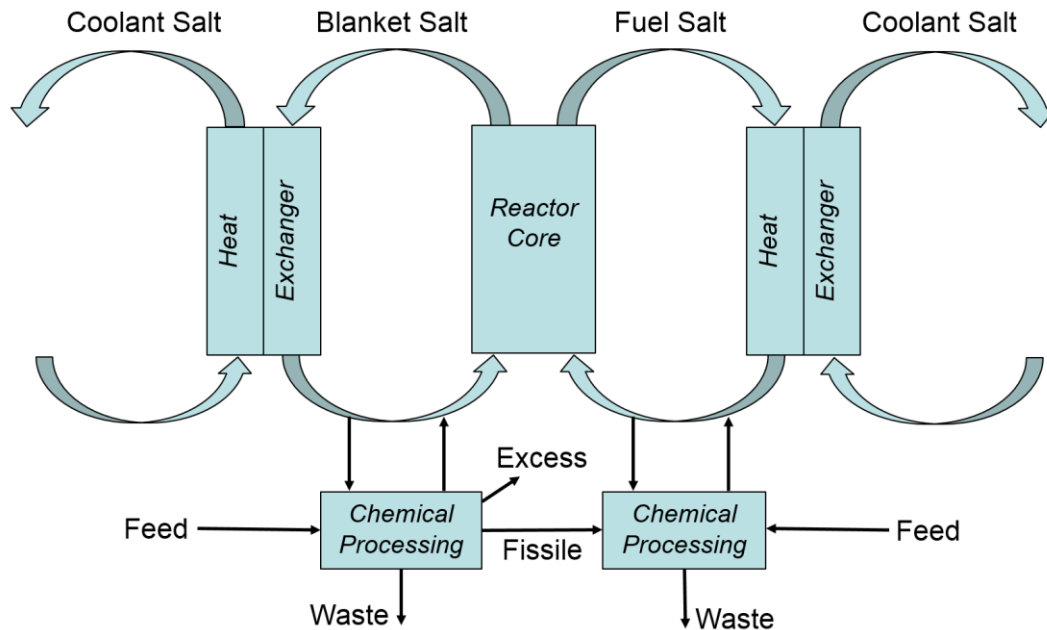 Coolant Salt
Blanket Salt
Fuel Salt
Coolant Salt
Heat
Exchanger
Reactor
Core
Heat
Exchanger
Excess
Feed
Chemical
Processing
Fissile
Chemical
Processing
Feed
Waste
Waste